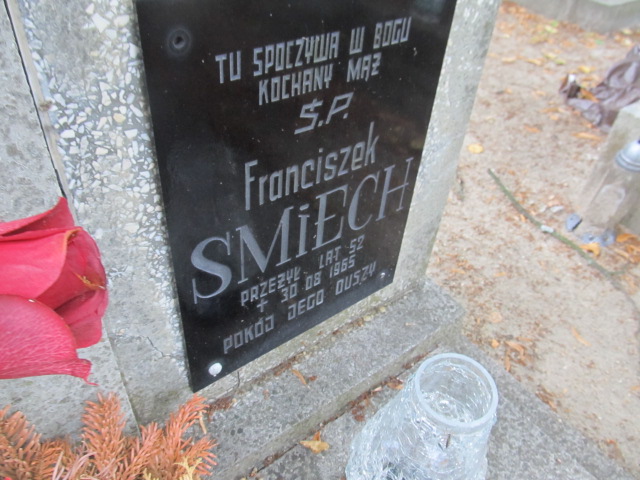 TU SPOCZYWA W BOGU
KOCHANY MĄŻ
Ś.P.
Franciszek
SMiECH
PRZEŻYŁ LAT 52
+ 30 08 1965
POKÓJ JEGO DUSZY